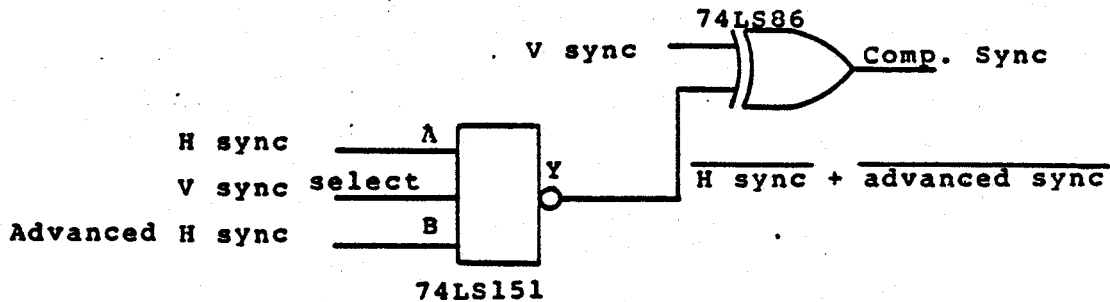 74LS86
V sync
Comp. Sync
H sync
A
V sync
select
Y
H sync + advanced sync
Advanced H sync
B
74LS151